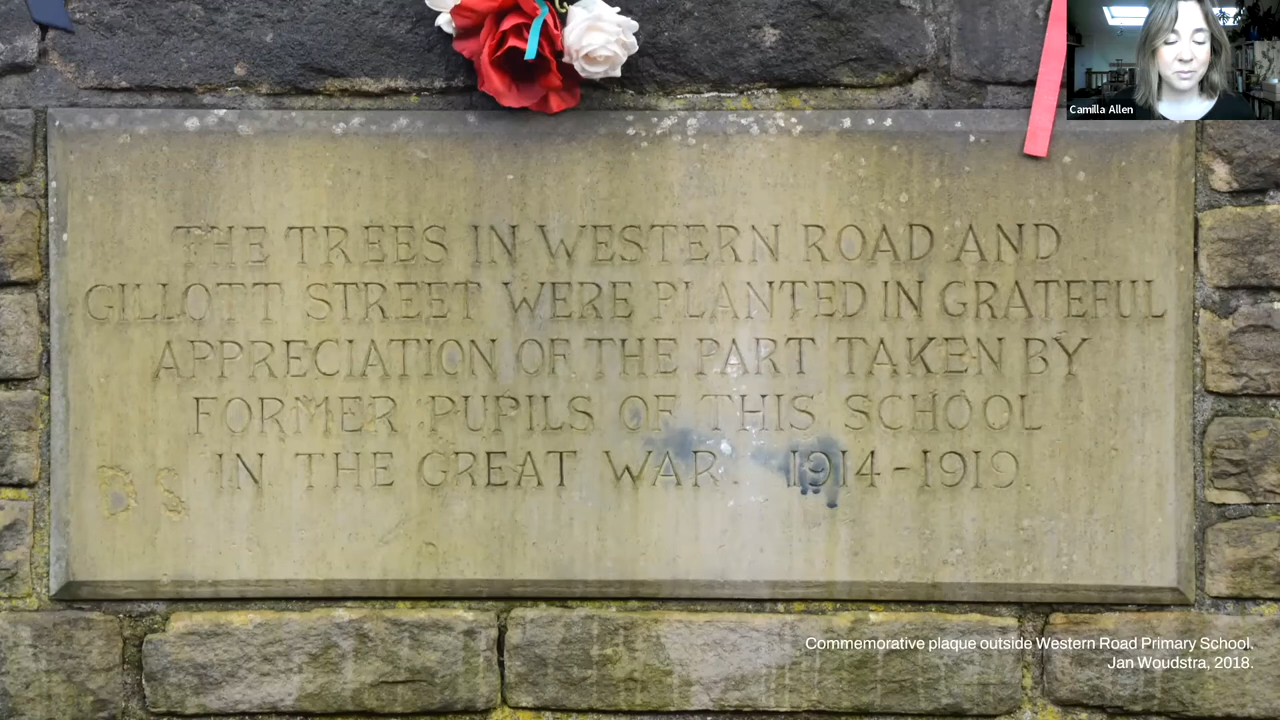 Camilla Allen
THE TREES IN WESTERN ROAD AND
GILLOTT STREET WERE PLANTED IN GRATEFUL
APPRECIATION OF THE PART TAKEN BY
FORMER PUPILS OF THIS SCHOOL
IN THE GREAT WAR. 1914-1919.
D S
Commemorative plaque outside Western Road Primary School.
Jan Woudstra, 2018.